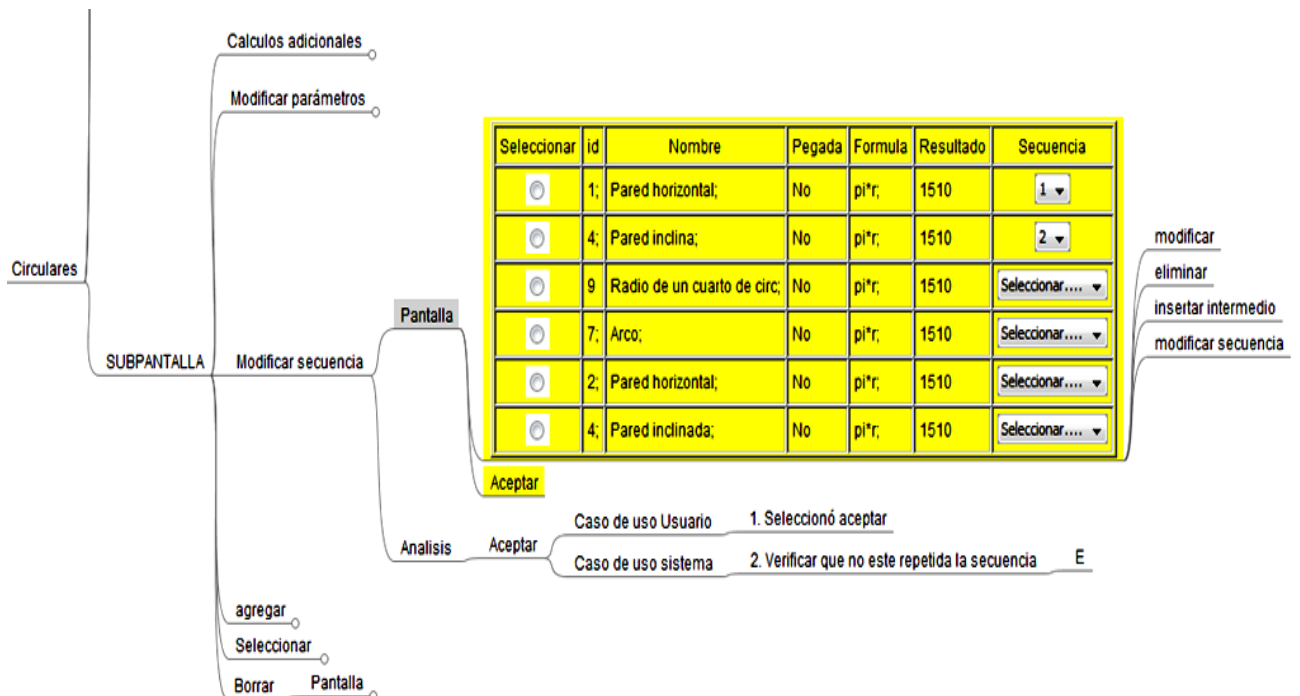 Calculos adicionales
Modificar parámetros
Circulares
SUBPANTALLA
Modificar secuencia
Pantalla
Seleccionar id Nombre Pegada Formula Resultado Secuencia
1; Pared horizontal; No pi*r; 1510 1
4; Pared inclina; No pi*r; 1510 2
9 Radio de un cuarto de circ; No pi*r; 1510 Seleccionar....
7; Arco; No pi*r; 1510 Seleccionar....
2; Pared horizontal; No pi*r; 1510 Seleccionar....
4; Pared inclinada; No pi*r; 1510 Seleccionar....
modificar
eliminar
insertar intermedio
modificar secuencia
Aceptar
Analisis
Aceptar
Caso de uso Usuario
1. Seleccionó aceptar
Caso de uso sistema
2. Verificar que no este repetida la secuencia
E
agregar
Seleccionar
Borrar
Pantalla